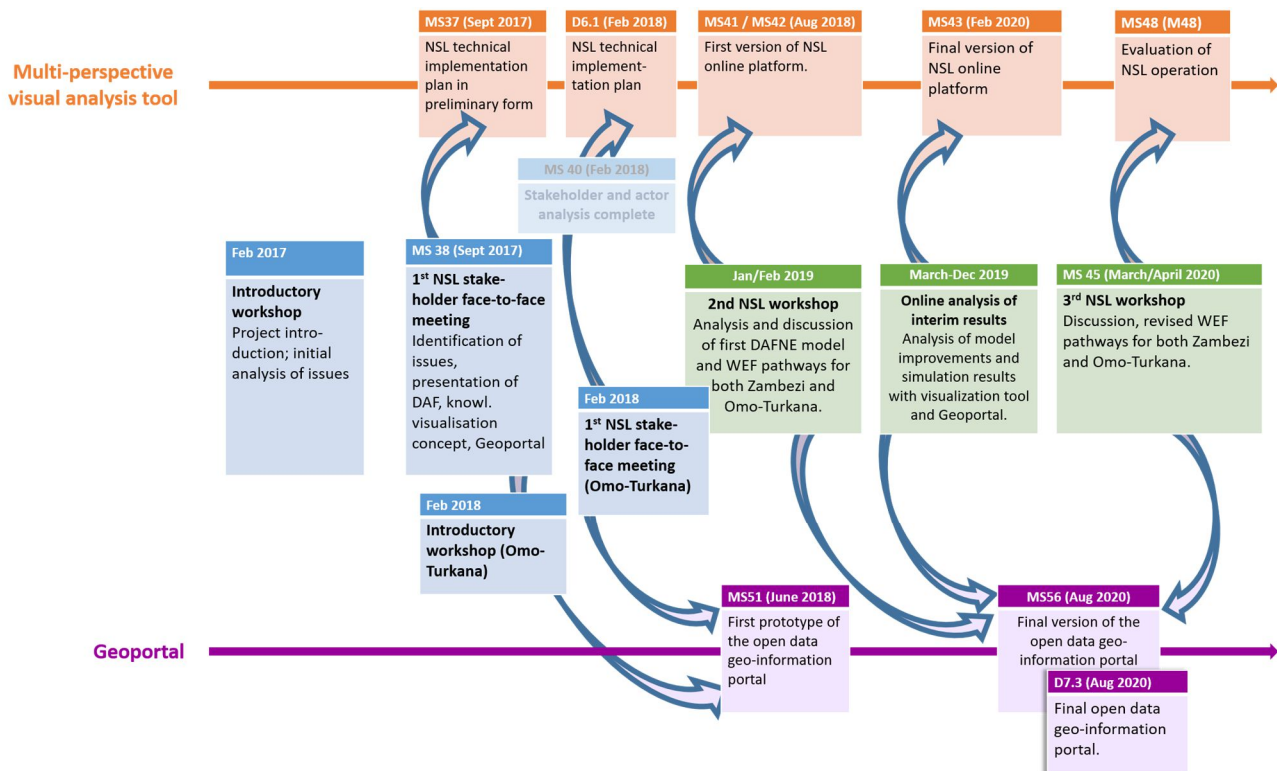 Multi-perspective
visual analysis tool
MS37 (Sept 2017)
NSL technical
implementation
plan in
preliminary form
D6.1 (Feb 2018)
NSL technical
implemen-
tation plan
MS41 / MS42 (Aug 2018)
First version of NSL
online platform.
MS43 (Feb 2020)
Final version of
NSL online
platform
MS48 (M48)
Evaluation of
NSL operation
MS 40 (Feb 2018)
Stakeholder and actor
analysis complete
Feb 2017
Introductory
workshop
Project intro-
duction; initial
analysis of issues
MS 38 (Sept 2017)
1st NSL stake-
holder face-to-face
meeting
Identification of
issues,
presentation of
DAF, knowl.
visualisation
concept, Geoportal
Feb 2018
Introductory
workshop (Omo-
Turkana)
Feb 2018
1st NSL stake-
holder face-to-
face meeting
(Omo-Turkana)
Jan/Feb 2019
2nd NSL workshop
Analysis and discussion
of first DAFNE model
and WEF pathways for
both Zambezi and
Omo-Turkana.
March-Dec 2019
Online analysis of
interim results
Analysis of model
improvements and
simulation results
with visualization tool
and Geoportal.
MS 45 (March/April 2020)
3rd NSL workshop
Discussion, revised WEF
pathways for both Zambezi
and Omo-Turkana.
Geoportal
MS51 (June 2018)
First prototype of
the open data
geo-information
portal
MS56 (Aug 2020)
Final version of the
open data geo-
information portal
D7.3 (Aug 2020)
Final open data
geo-information
portal.